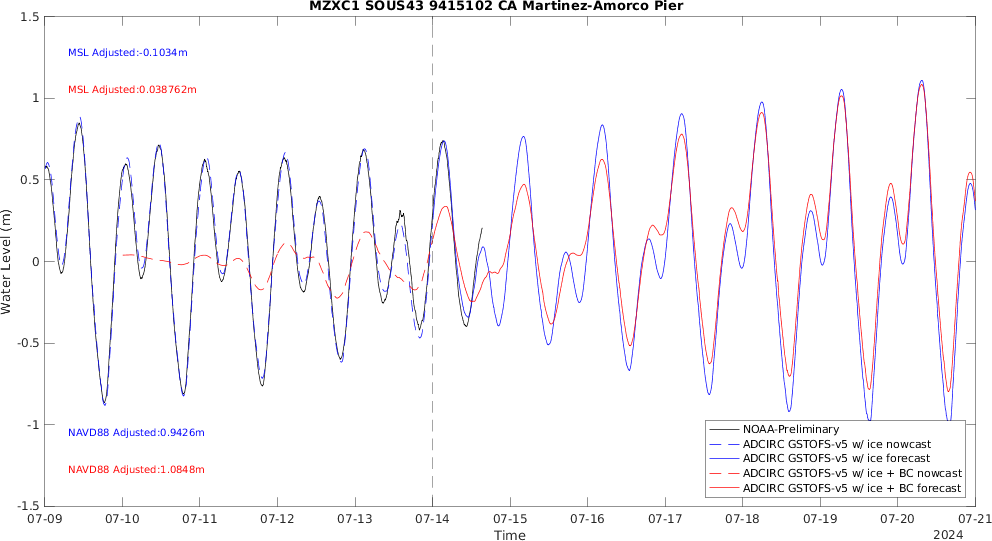 MZXC1 SOUS43 9415102 CA Martinez-Amorco Pier
1.5
MSL Adjusted:-0.1034m
MSL Adjusted:0.038762m
1
0.5
0
-0.5
-1
-1.5
Water Level (m)
NAVD88 Adjusted:0.9426m
NAVD88 Adjusted:1.0848m
NOAA-Preliminary
ADCIRC GSTOFS-v5 w/ ice nowcast
ADCIRC GSTOFS-v5 w/ ice forecast
ADCIRC GSTOFS-v5 w/ ice + BC nowcast
ADCIRC GSTOFS-v5 w/ ice + BC forecast
07-09 07-10 07-11 07-12 07-13 07-14 07-15 07-16 07-17 07-18 07-19 07-20 07-21
Time
2024